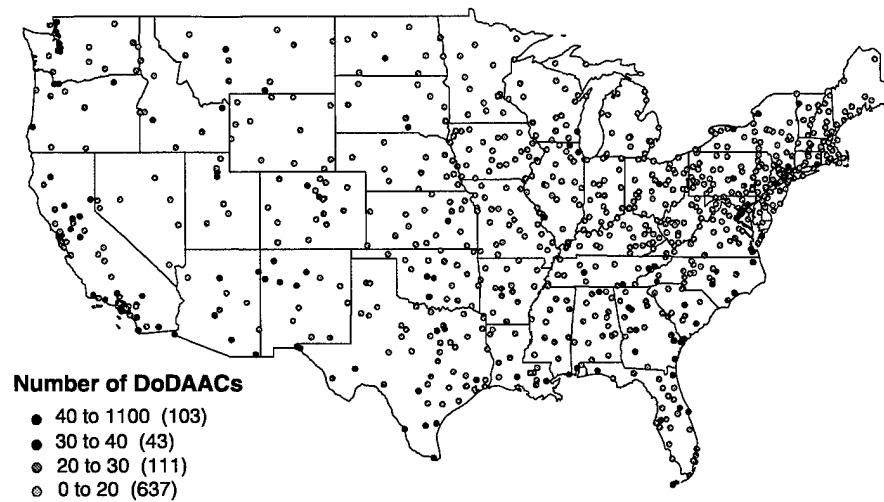 Number of DoDAACs
40 to 1100 (103)
30 to 40 (43)
20 to 30 (111)
0 to 20 (637)